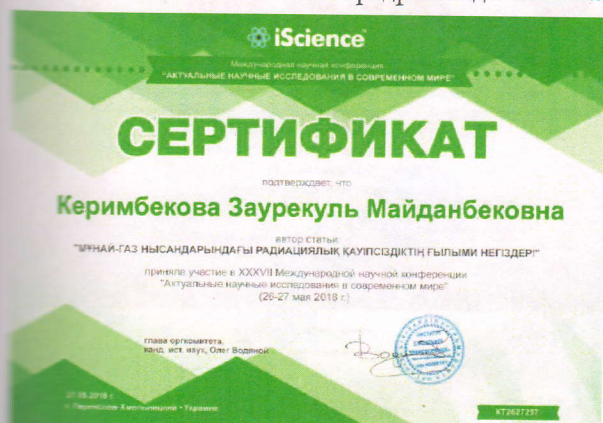 iScience
Международная научная конференция
"АКТУАЛЬНЫЕ НАУЧНЫЕ ИССЛЕДОВАНИЯ В СОВРЕМЕННОМ МИРЕ"
СЕРТИФИКАТ
подтверждает, что
Керимбекова Заурекуль Майданбековна
автор статьи:
"МҰНАЙ-ГАЗ НЫСАНДАРЫНДАҒЫ РАДИАЦИЯЛЫҚ ҚАУІПСІЗДІКТІҢ ҒЫЛЫМИ НЕГІЗДЕРІ"
приняла участие в XXXVII Международной научной конференции
"Актуальные научные исследования в современном мире"
(26-27 мая 2018 г.)
глава оргкомитета,
канд. ист. наук, Олег Водяной
27.05.2018 г.
г. Переяслав-Хмельницкий • Украина
KT2627297